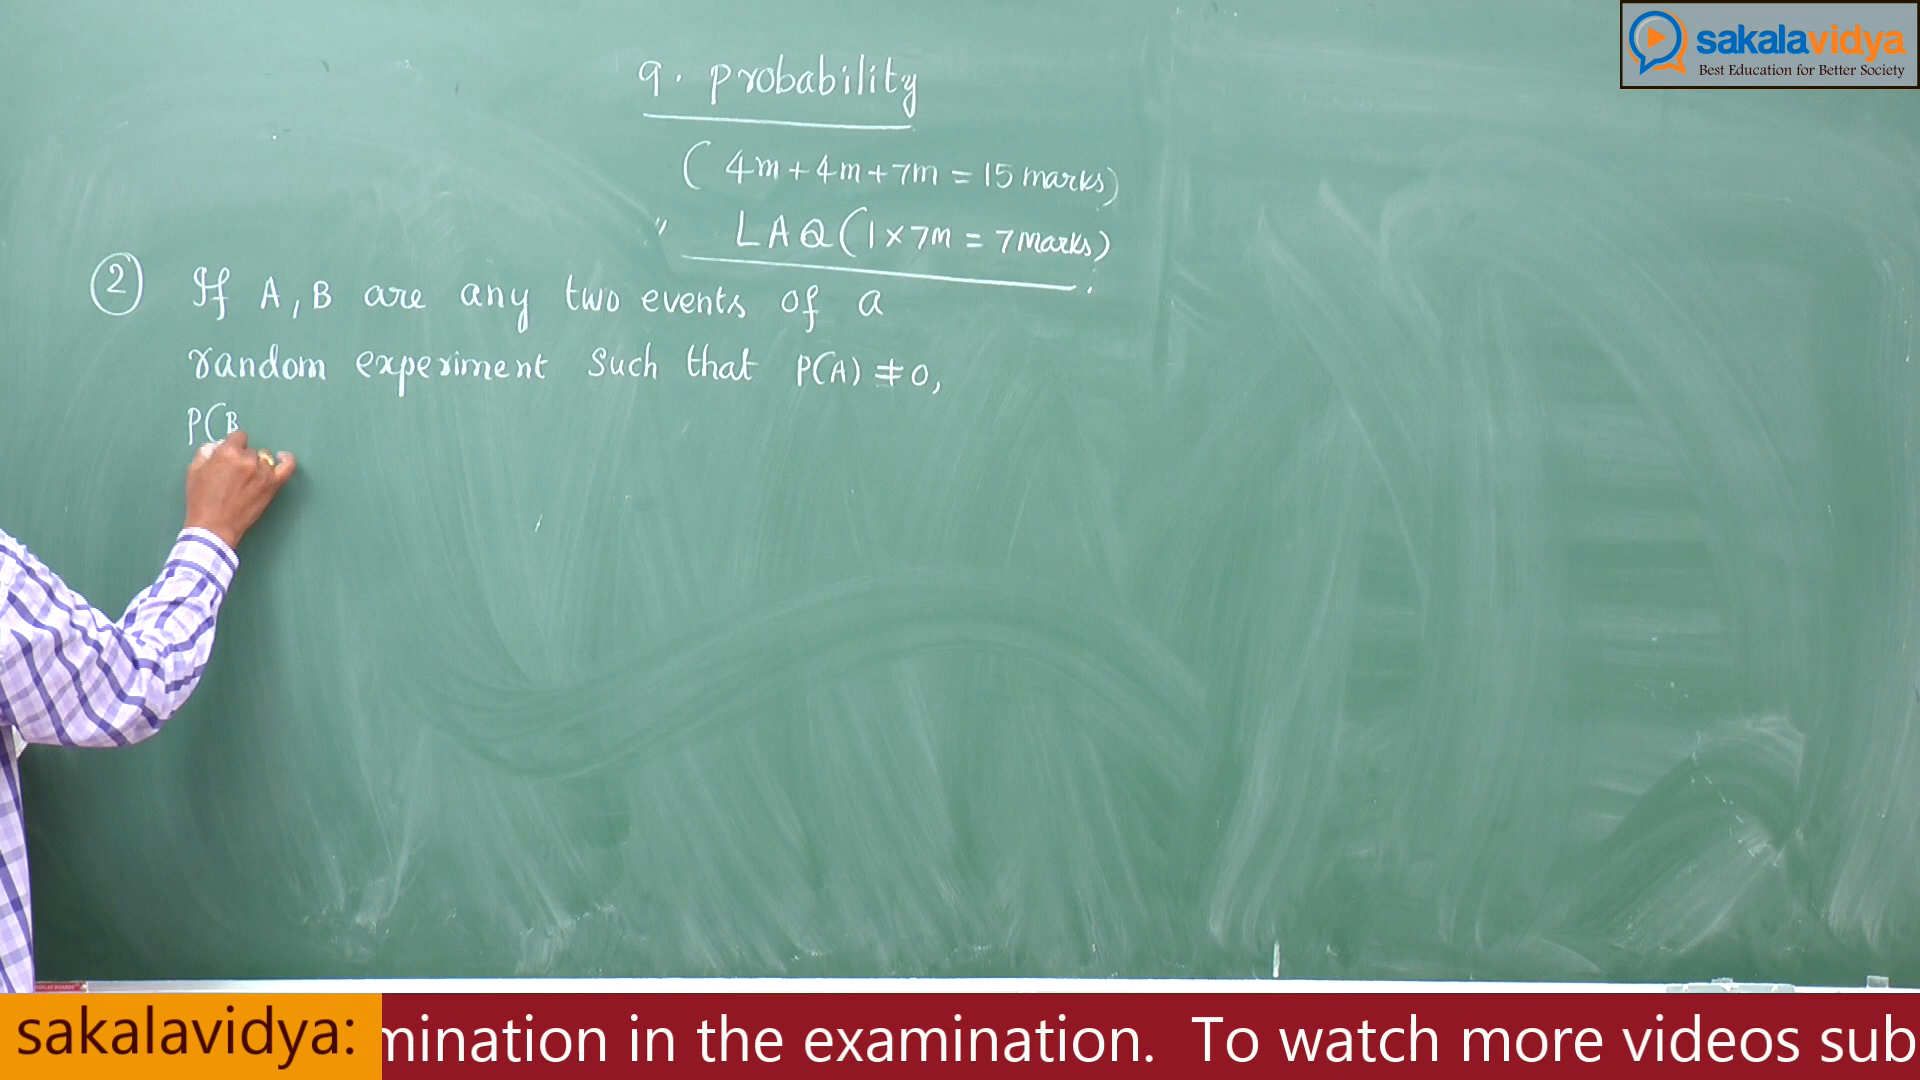 sakalavidya
Best Education for Better Society
9. probability
( 4m + 4m + 7m = 15 marks)
" LAQ (1 x 7M = 7 Marks)
② If A, B are any two events of a
random experiment such that P(A) ≠ 0,
P(B
sakalavidya: mination in the examination. To watch more videos sub